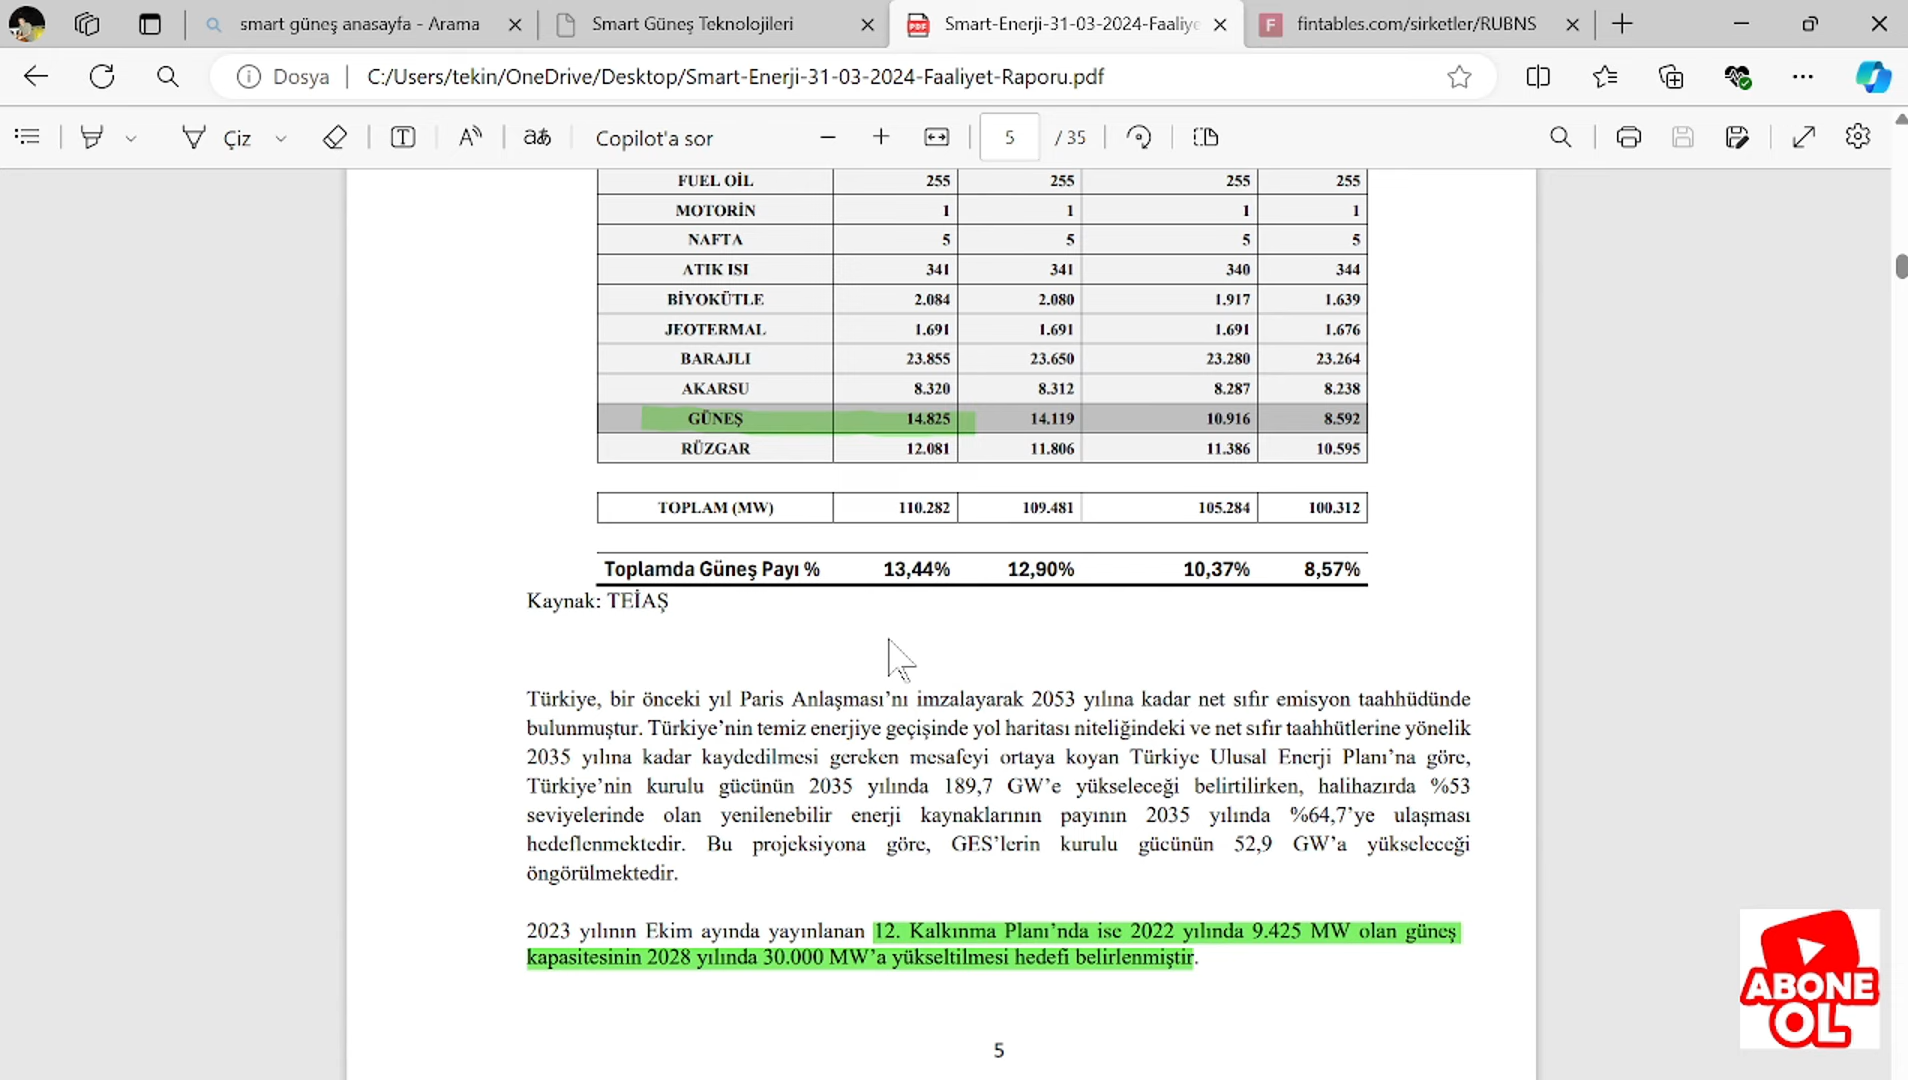 smart güneş anasayfa - Arama
Smart Güneş Teknolojileri
Smart-Enerji-31-03-2024-Faaliye
fintables.com/sirketler/RUBNS
Dosya
C:/Users/tekin/OneDrive/Desktop/Smart-Enerji-31-03-2024-Faaliyet-Raporu.pdf
Çiz
Copilot'a sor
5 / 35
FUEL OİL 255 255 255 255
MOTORİN 1 1 1 1
NAFTA 5 5 5 5
ATIK ISI 341 341 340 344
BİYOKÜTLE 2.084 2.080 1.917 1.639
JEOTERMAL 1.691 1.691 1.691 1.676
BARAJLI 23.855 23.650 23.280 23.264
AKARSU 8.320 8.312 8.287 8.238
GÜNEŞ 14.825 14.119 10.916 8.592
RÜZGAR 12.081 11.806 11.386 10.595
TOPLAM (MW) 110.282 109.481 105.284 100.312
Toplamda Güneş Payı % 13,44% 12,90% 10,37% 8,57%
Kaynak: TEİAŞ
Türkiye, bir önceki yıl Paris Anlaşması’nı imzalayarak 2053 yılına kadar net sıfır emisyon taahhüdünde
bulunmuştur. Türkiye’nin temiz enerjiye geçişinde yol haritası niteliğindeki ve net sıfır taahhütlerine yönelik
2035 yılına kadar kaydedilmesi gereken mesafeyi ortaya koyan Türkiye Ulusal Enerji Planı’na göre,
Türkiye’nin kurulu gücünün 2035 yılında 189,7 GW’e yükseleceği belirtilirken, halihazırda %53
seviyelerinde olan yenilenebilir enerji kaynaklarının payının 2035 yılında %64,7’ye ulaşması
hedeflenmektedir. Bu projeksiyona göre, GES’lerin kurulu gücünün 52,9 GW’a yükseleceği
öngörülmektedir.
2023 yılının Ekim ayında yayınlanan 12. Kalkınma Planı’nda ise 2022 yılında 9.425 MW olan güneş
kapasitesinin 2028 yılında 30.000 MW’a yükseltilmesi hedefi belirlenmiştir.
5
ABONE
OL